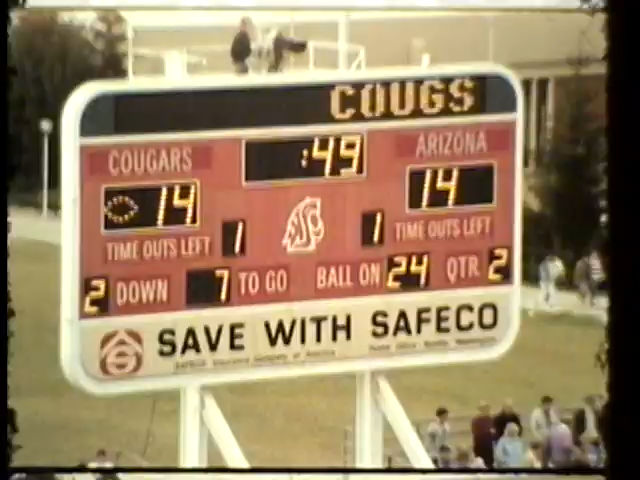 COUGS
COUGARS :49 ARIZONA
14 14
TIME OUTS LEFT 1 1 TIME OUTS LEFT
2 DOWN 7 TO GO BALL ON 24 QTR 2
SAVE WITH SAFECO